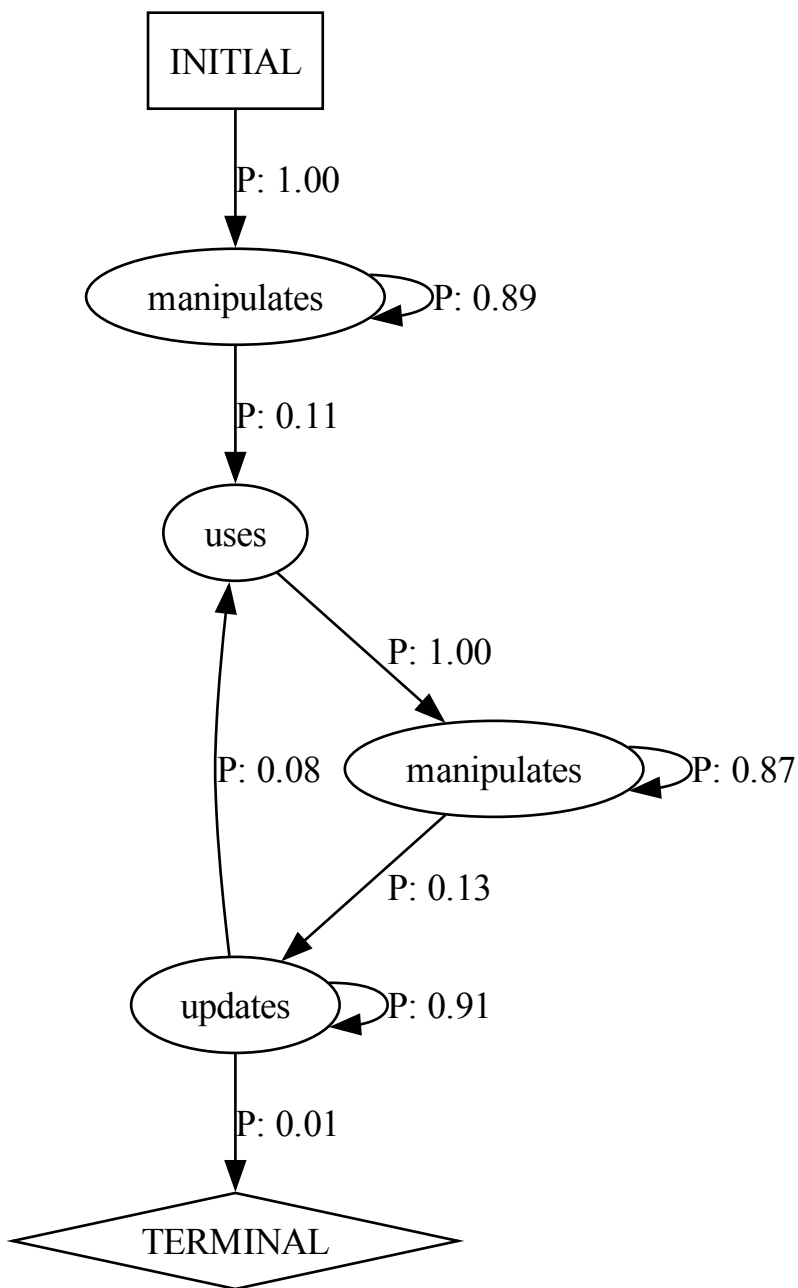 INITIAL
P: 1.00
manipulates
P: 0.89
P: 0.11
uses
P: 1.00
P: 0.08
manipulates
P: 0.87
P: 0.13
updates
P: 0.91
P: 0.01
TERMINAL